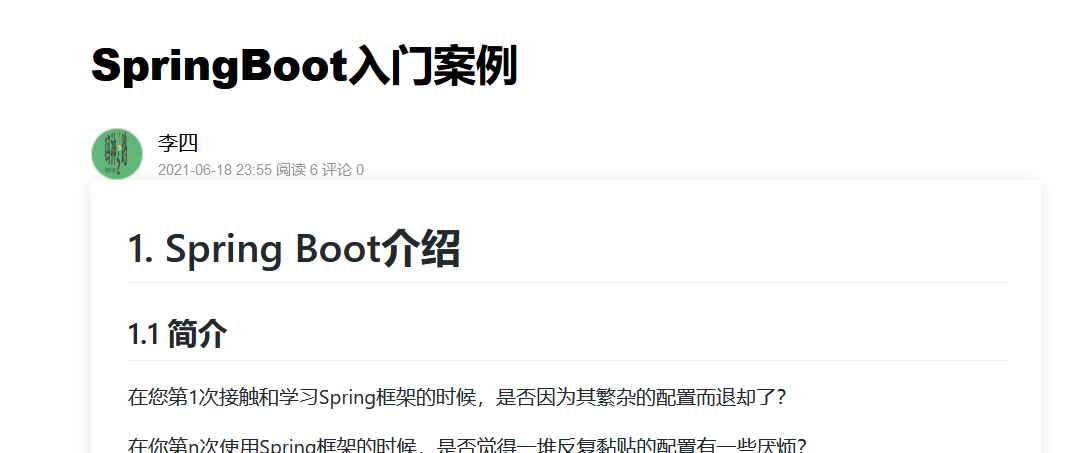 SpringBoot入门案例
李四
2021-06-18 23:55 阅读 6 评论 0
1. Spring Boot介绍
1.1 简介
在您第1次接触和学习Spring框架的时候，是否因为其繁杂的配置而退却了？
在你第n次使用Spring框架的时候，是否觉得一堆反复黏贴的配置有一些厌烦？